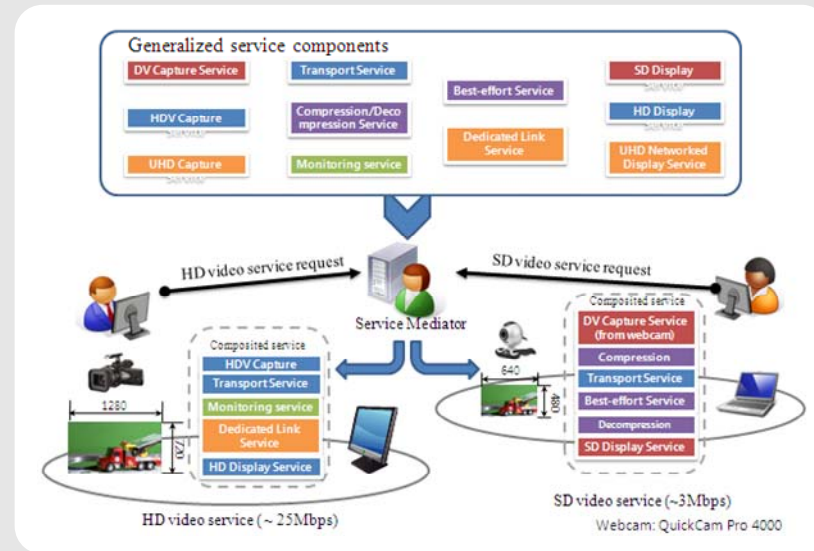 Generalized service components
DV Capture Service
Transport Service
SD Display
Service
Best-effort Service
HDV Capture
Service
Compression/Deco
mpression Service
HD Display
Service
Dedicated Link
Service
UHD Capture
Service
Monitoring service
UHD Networked
Display Service
HD video service request
SD video service request
Service Mediator
Composited service
HDV Capture
Transport Service
Monitoring service
Dedicated Link
Service
HD Display Service
1280
720
HD video service (~ 25Mbps)
Composited service
DV Capture Service
(from webcam)
Compression
Transport Service
Best-effort Service
Decompression
SD Display Service
640
480
SD video service (~3Mbps)
Webcam: QuickCam Pro 4000